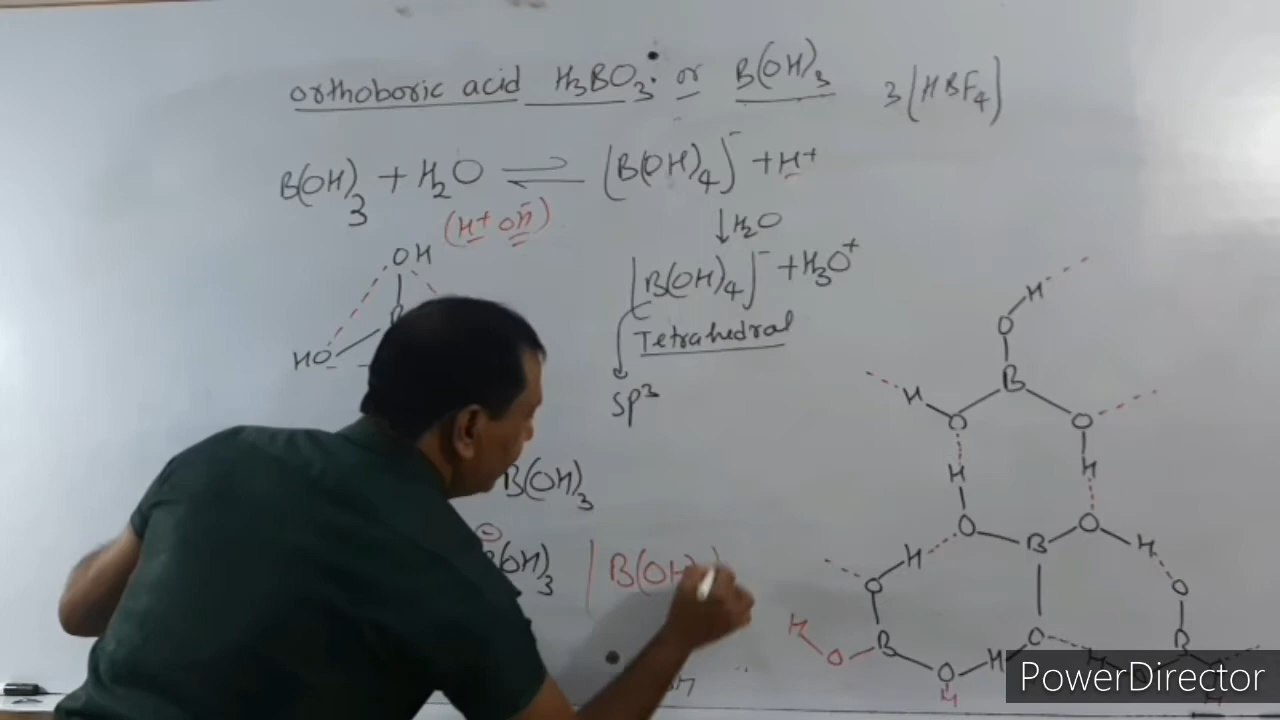 orthoboric acid H₃BO₃ or B(OH)₃ 3(HBF₄)
B(OH)₃ + H₂O ⇌ [B(OH)₄]⁻ + H⁺
(H⁺ OH⁻)
↓H₂O
[B(OH)₄]⁻ + H₃O⁺
Tetrahedral
sp³
OH
HO
B(OH)₃
B(OH)₃ [B(OH)
H
O
B
H O O
H H
O B O H
H O
O
H O B O H B
O H H
H H
PowerDirector